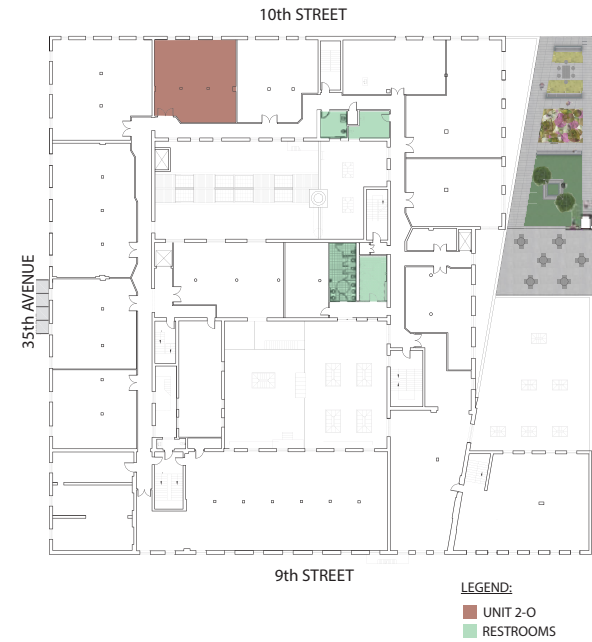 10th STREET
35th AVENUE
9th STREET
LEGEND:
UNIT 2-O
RESTROOMS